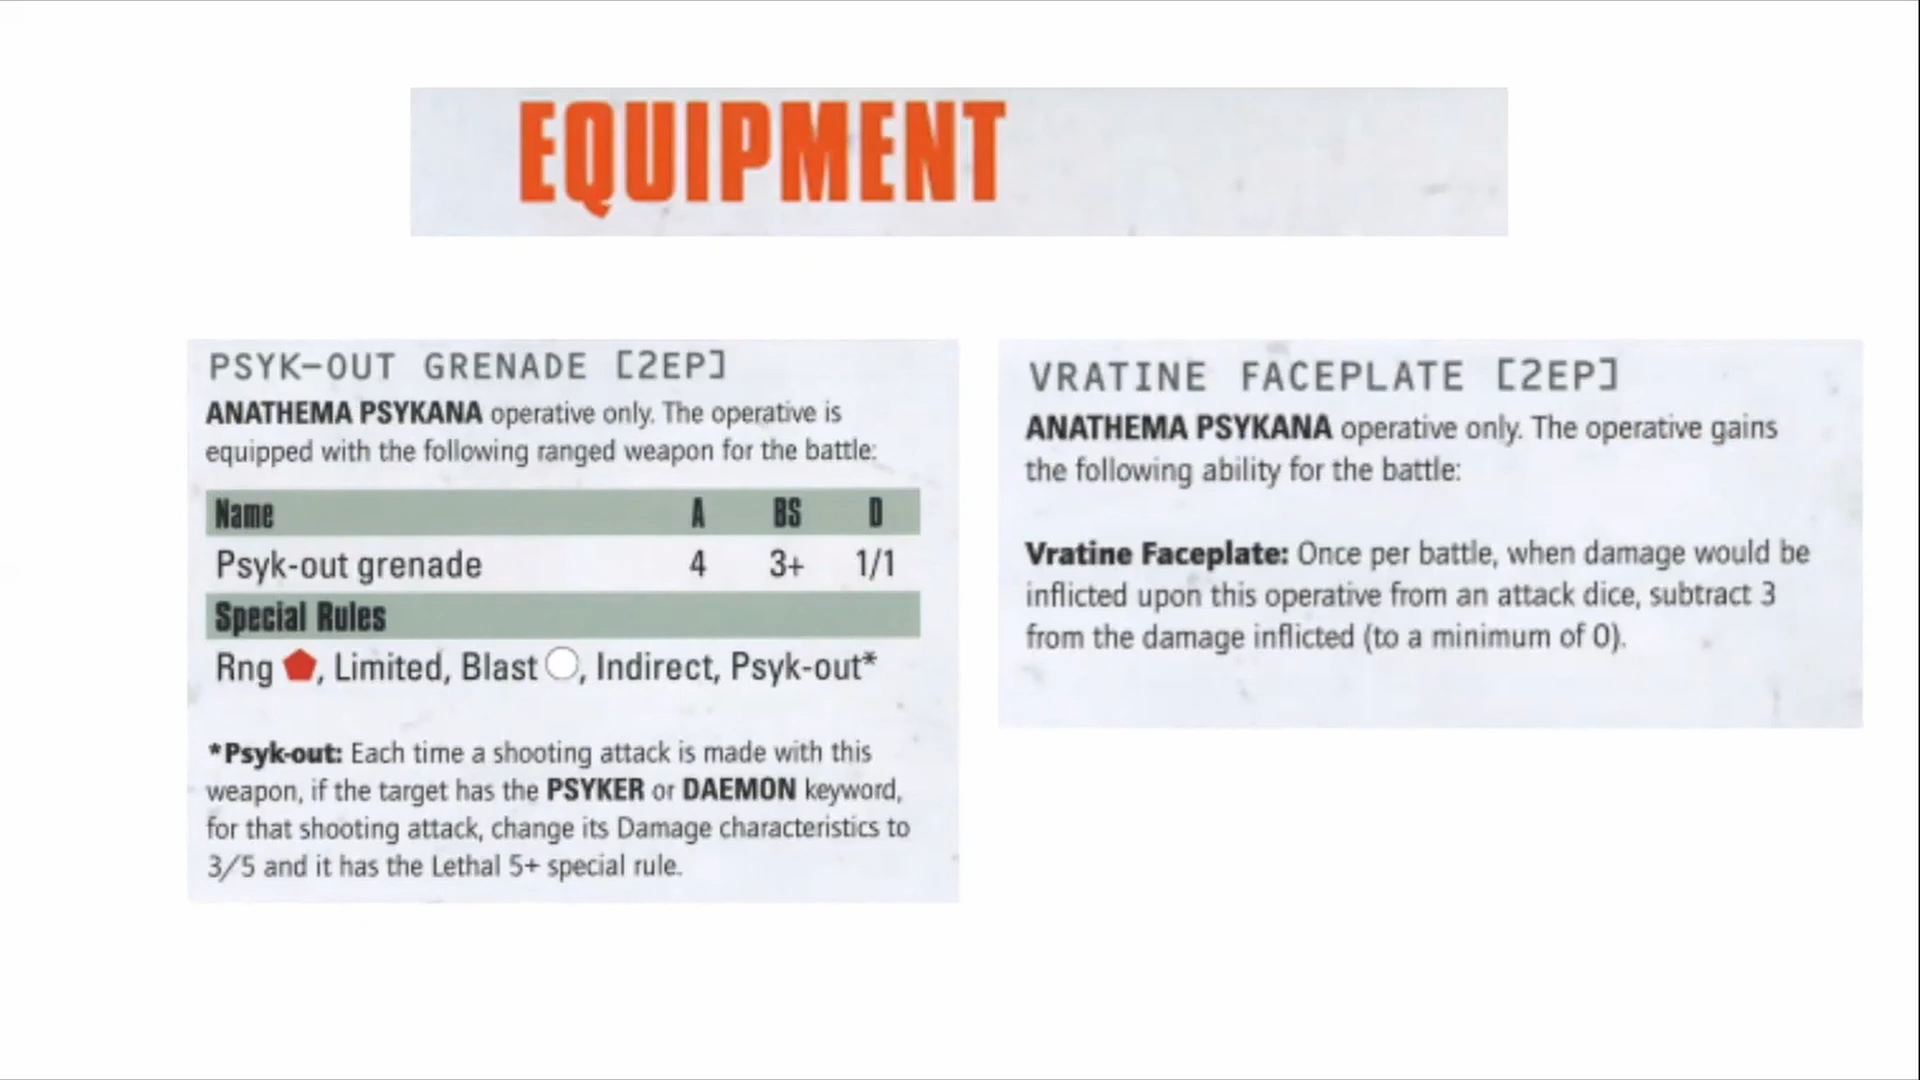 EQUIPMENT
PSYK-OUT GRENADE [2EP]
ANATHEMA PSYKANA operative only. The operative is
equipped with the following ranged weapon for the battle:
Name A BS D
Psyk-out grenade 4 3+ 1/1
Special Rules
Rng , Limited, Blast , Indirect, Psyk-out*
*Psyk-out: Each time a shooting attack is made with this
weapon, if the target has the PSYKER or DAEMON keyword,
for that shooting attack, change its Damage characteristics to
3/5 and it has the Lethal 5+ special rule.
VRATINE FACEPLATE [2EP]
ANATHEMA PSYKANA operative only. The operative gains
the following ability for the battle:
Vratine Faceplate: Once per battle, when damage would be
inflicted upon this operative from an attack dice, subtract 3
from the damage inflicted (to a minimum of 0).